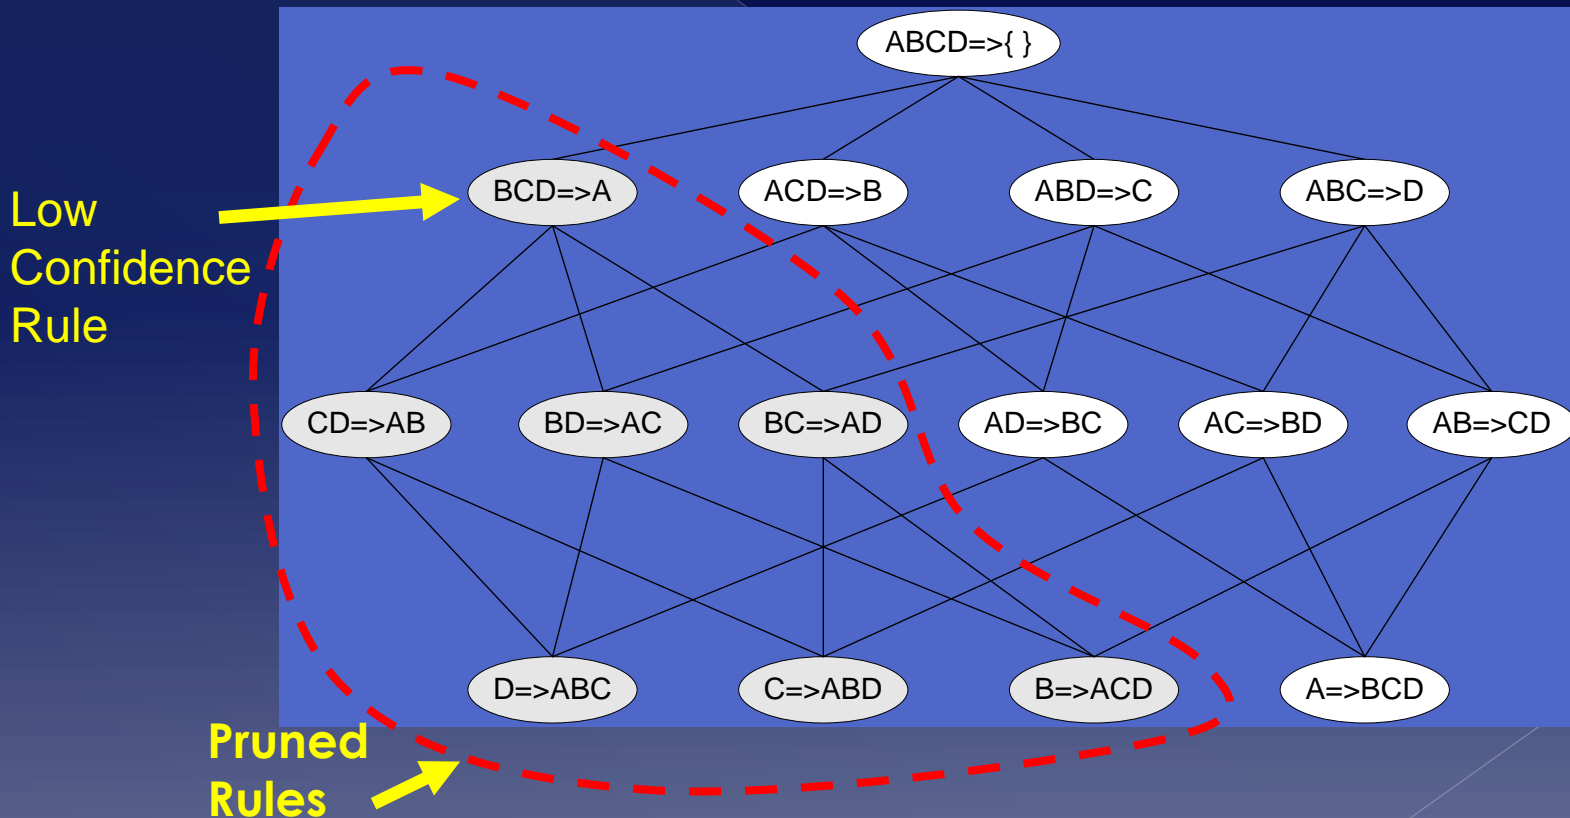 ABCD=>{ }
BCD=>A
ACD=>B
ABD=>C
ABC=>D
Low
Confidence
Rule
CD=>AB
BD=>AC
BC=>AD
AD=>BC
AC=>BD
AB=>CD
D=>ABC
C=>ABD
B=>ACD
A=>BCD
Pruned
Rules